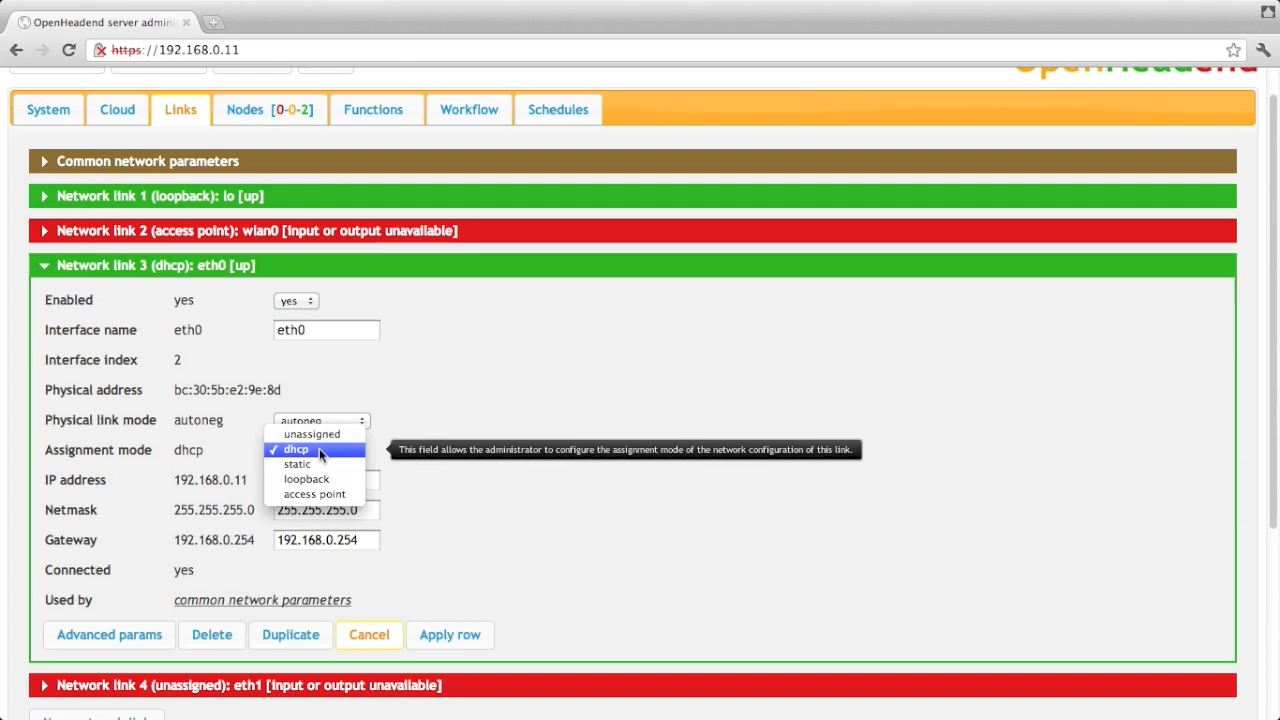 OpenHeadend server admin
https://192.168.0.11
OpenHeadend
System Cloud Links Nodes [0-0-2] Functions Workflow Schedules
Common network parameters
Network link 1 (loopback): lo [up]
Network link 2 (access point): wlan0 [input or output unavailable]
Network link 3 (dhcp): eth0 [up]
Enabled yes yes
Interface name eth0 eth0
Interface index 2
Physical address bc:30:5b:e2:9e:8d
Physical link mode autoneg autoneg
unassigned
Assignment mode dhcp ✓ dhcp This field allows the administrator to configure the assignment mode of the network configuration of this link.
static
IP address 192.168.0.11 loopback
access point
Netmask 255.255.255.0 255.255.255.0
Gateway 192.168.0.254 192.168.0.254
Connected yes
Used by common network parameters
Advanced params Delete Duplicate Cancel Apply row
Network link 4 (unassigned): eth1 [input or output unavailable]